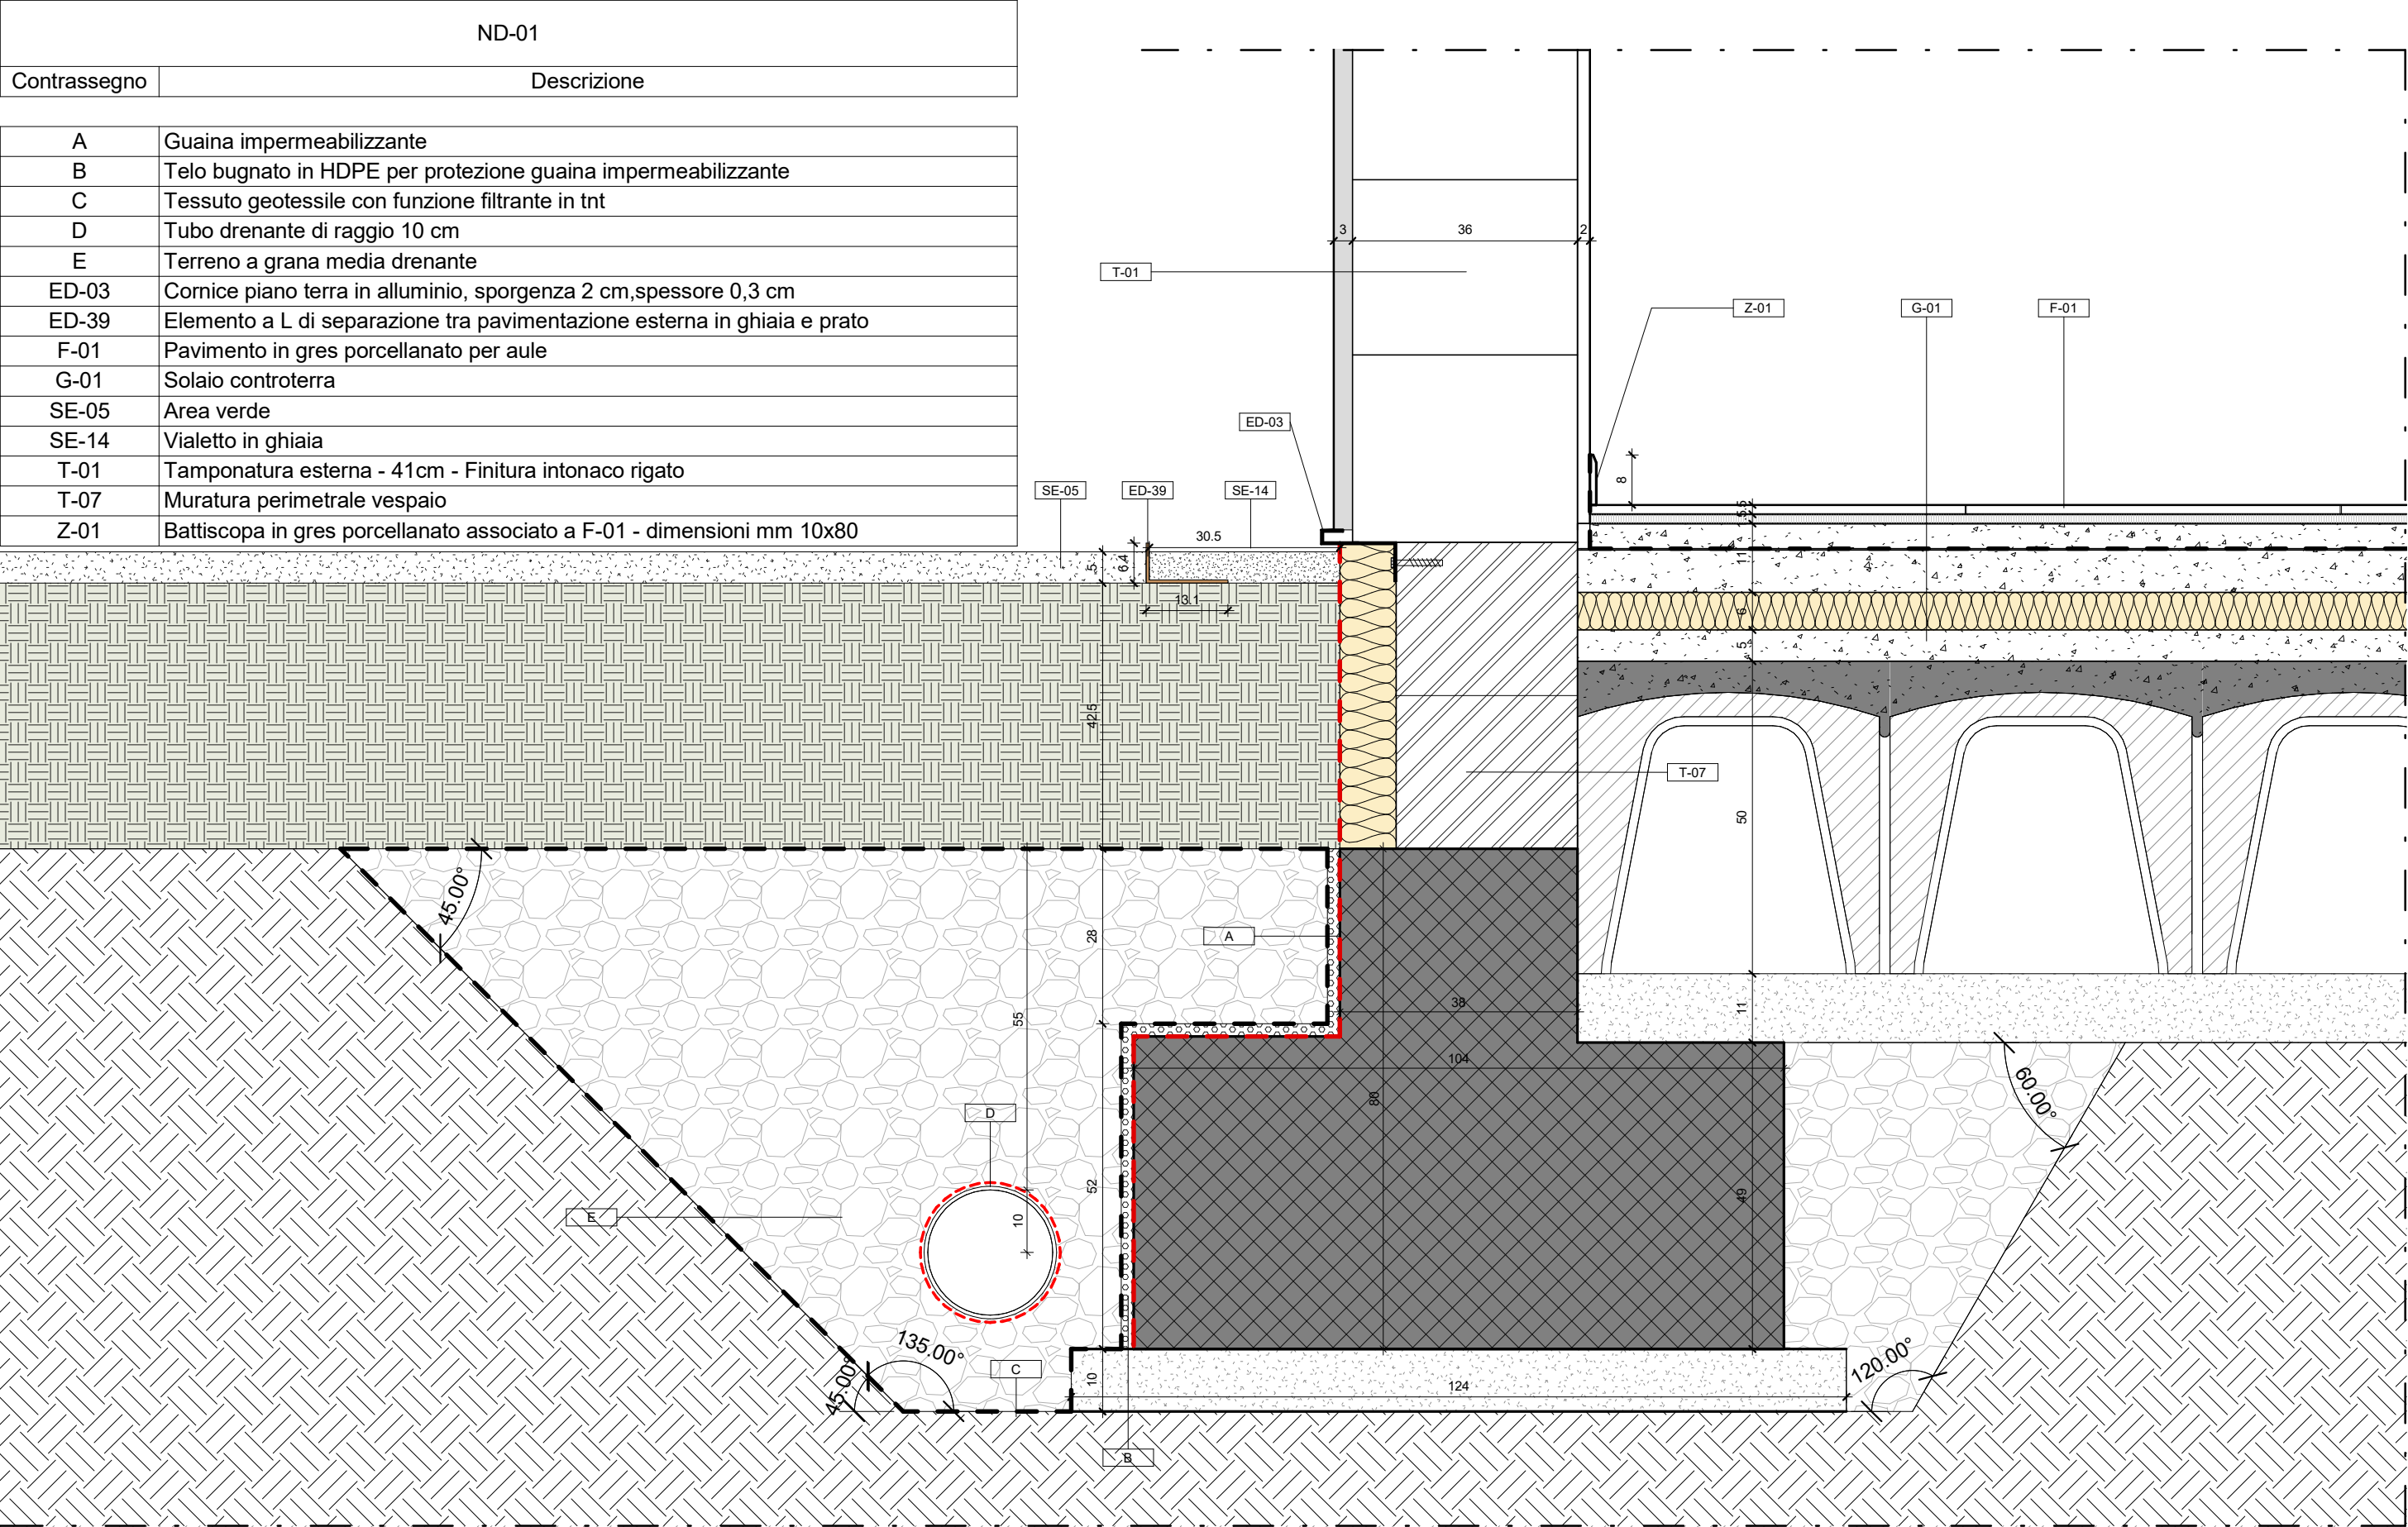 ND-01
Contrassegno Descrizione
A Guaina impermeabilizzante
B Telo bugnato in HDPE per protezione guaina impermeabilizzante
C Tessuto geotessile con funzione filtrante in tnt
D Tubo drenante di raggio 10 cm
E Terreno a grana media drenante
ED-03 Cornice piano terra in alluminio, sporgenza 2 cm,spessore 0,3 cm
ED-39 Elemento a L di separazione tra pavimentazione esterna in ghiaia e prato
F-01 Pavimento in gres porcellanato per aule
G-01 Solaio controterra
SE-05 Area verde
SE-14 Vialetto in ghiaia
T-01 Tamponatura esterna - 41cm - Finitura intonaco rigato
T-07 Muratura perimetrale vespaio
Z-01 Battiscopa in gres porcellanato associato a F-01 - dimensioni mm 10x80
3 36 2
T-01
Z-01 G-01 F-01
ED-03
8
SE-05 ED-39 SE-14
30.5
5
6.4
11
13.1
6
5
42.5
T-07
50
45.00°
28
A
55
38
11
104
60.00°
80
D
52
49
E
10
135.00°
45.00°
C
10
124
120.00°
B